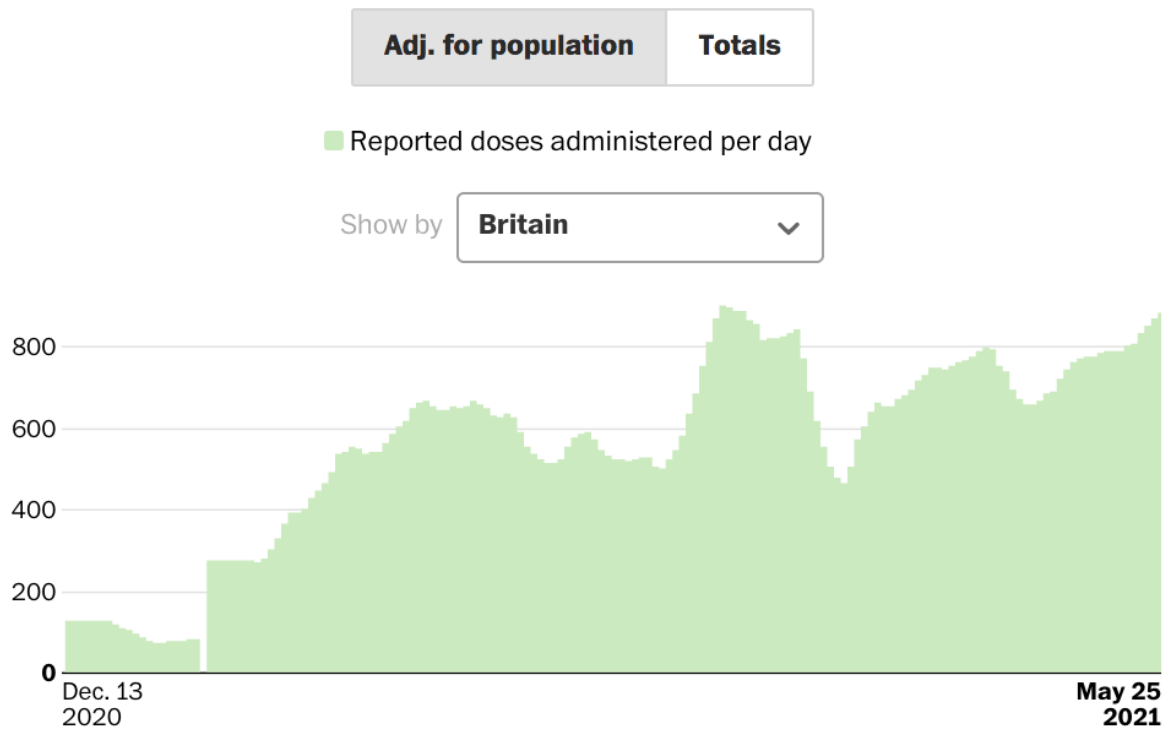 Adj. for population Totals
Reported doses administered per day
Show by Britain
800
600
400
200
0
Dec. 13 May 25
2020 2021